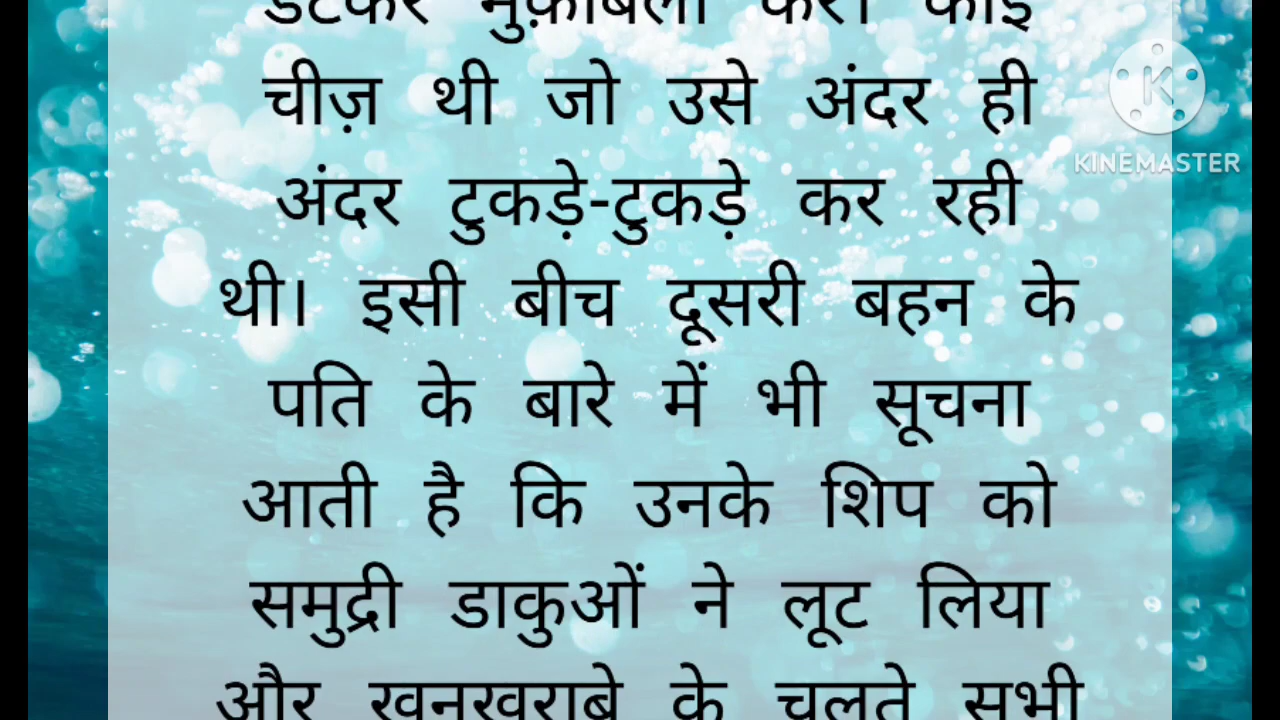 डटकर मुक़ाबला करो। कोई
चीज़ थी जो उसे अंदर ही
अंदर टुकड़े-टुकड़े कर रही
थी। इसी बीच दूसरी बहन के
पति के बारे में भी सूचना
आती है कि उनके शिप को
समुद्री डाकुओं ने लूट लिया
और खूनखराबे के चलते सभी
KINEMASTER